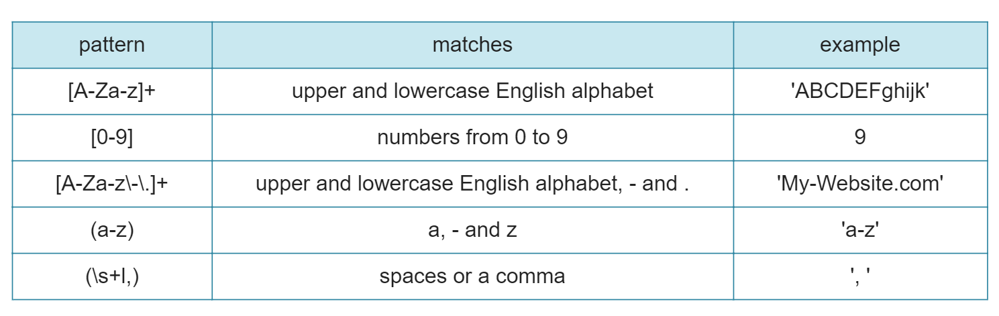 pattern matches example
[A-Za-z]+ upper and lowercase English alphabet 'ABCDEFghijk'
[0-9] numbers from 0 to 9 9
[A-Za-z\-\.]+ upper and lowercase English alphabet, - and . 'My-Website.com'
(a-z) a, - and z 'a-z'
(\s+l,) spaces or a comma ', '